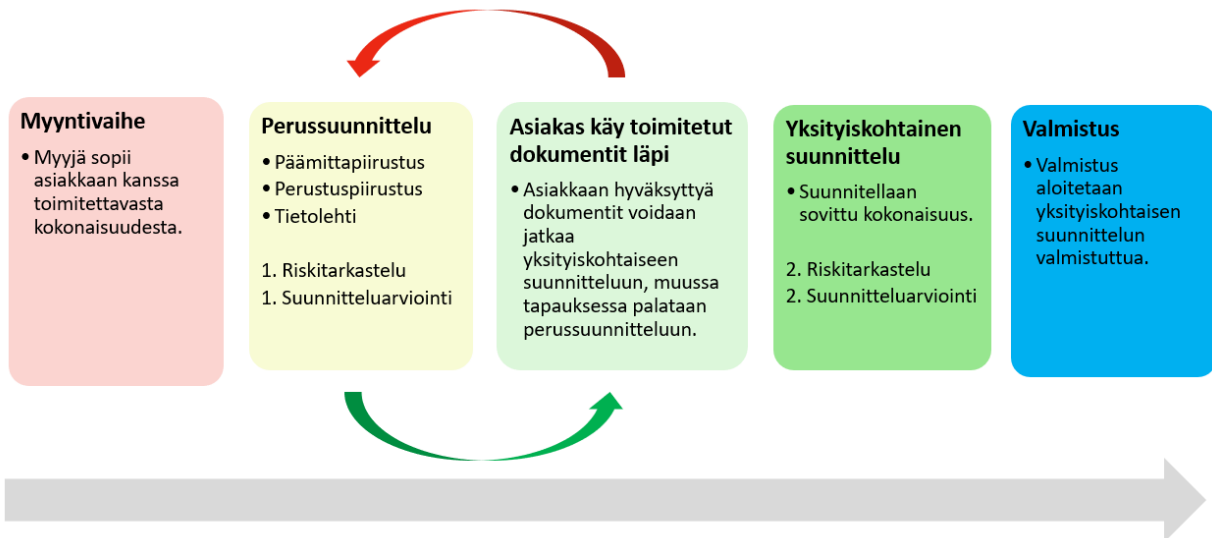 Myyntivaihe
• Myyjä sopii
asiakkaan kanssa
toimitettavasta
kokonaisuudesta.
Perussuunnittelu
• Päämittapiirustus
• Perustuspiirustus
• Tietolehti
1. Riskitarkastelu
1. Suunnitteluarviointi
Asiakas käy toimitetut
dokumentit läpi
• Asiakkaan hyväksyttyä
dokumentit voidaan
jatkaa
yksityiskohtaiseen
suunnitteluun, muussa
tapauksessa palataan
perussuunnitteluun.
Yksityiskohtainen
suunnittelu
• Suunnitellaan
sovittu kokonaisuus.
2. Riskitarkastelu
2. Suunnitteluarviointi
Valmistus
• Valmistus
aloitetaan
yksityiskohtaisen
suunnittelun
valmistuttua.